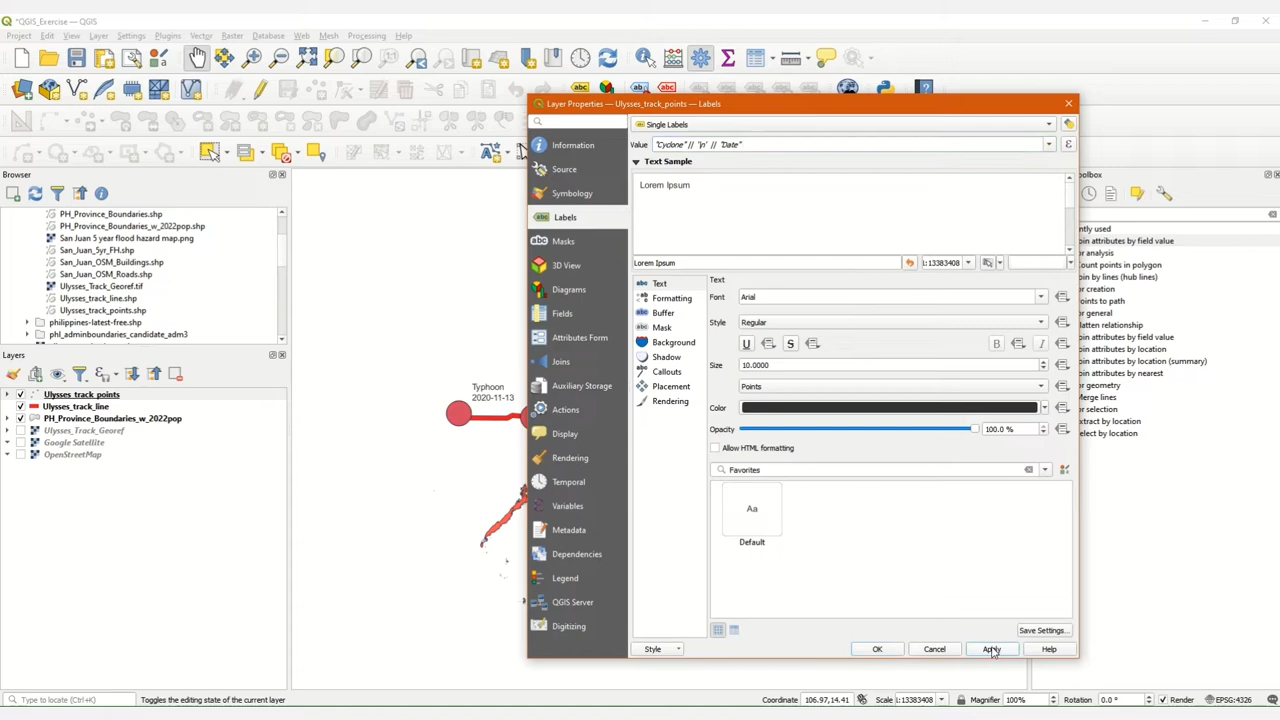 *QGIS_Exercise — QGIS
Project Edit View Layer Settings Plugins Vector Raster Database Web Mesh Processing Help
Layer Properties — Ulysses_track_points — Labels
Information
Source
Symbology
Labels
Masks
3D View
Diagrams
Fields
Attributes Form
Joins
Auxiliary Storage
Actions
Display
Rendering
Temporal
Variables
Metadata
Dependencies
Legend
QGIS Server
Digitizing
Single Labels
Value "Cyclone" // '\n' // "Date"
Text Sample
Lorem Ipsum
Lorem Ipsum
1:13383408
Text
Formatting
Buffer
Mask
Background
Shadow
Callouts
Placement
Rendering
Text
Font Arial
Style Regular
U S B I
Size 10.0000
Points
Color
Opacity 100.0 %
Allow HTML formatting
Favorites
Aa
Default
Save Settings...
Style OK Cancel Apply Help
Browser
PH_Province_Boundaries.shp
PH_Province_Boundaries_w_2022pop.shp
San Juan 5 year flood hazard map.png
San_Juan_5yr_FH.shp
San_Juan_OSM_Buildings.shp
San_Juan_OSM_Roads.shp
Ulysses_Track_Georef.tif
Ulysses_track_line.shp
Ulysses_track_points.shp
philippines-latest-free.shp
phl_adminboundaries_candidate_adm3
Layers
Ulysses_track_points
Ulysses_track_line
PH_Province_Boundaries_w_2022pop
Ulysses_Track_Georef
Google Satellite
OpenStreetMap
Typhoon
2020-11-13
oolbox
ntly used
oin attributes by field value
or analysis
ount points in polygon
oin by lines (hub lines)
or creation
oints to path
or general
latten relationship
oin attributes by field value
oin attributes by location
oin attributes by location (summary)
oin attributes by nearest
or geometry
Merge lines
or selection
xtract by location
elect by location
Type to locate (Ctrl+K) Toggles the editing state of the current layer Coordinate 106.97,14.41 Scale 1:13383408 Magnifier 100% Rotation 0.0 ° Render EPSG:4326